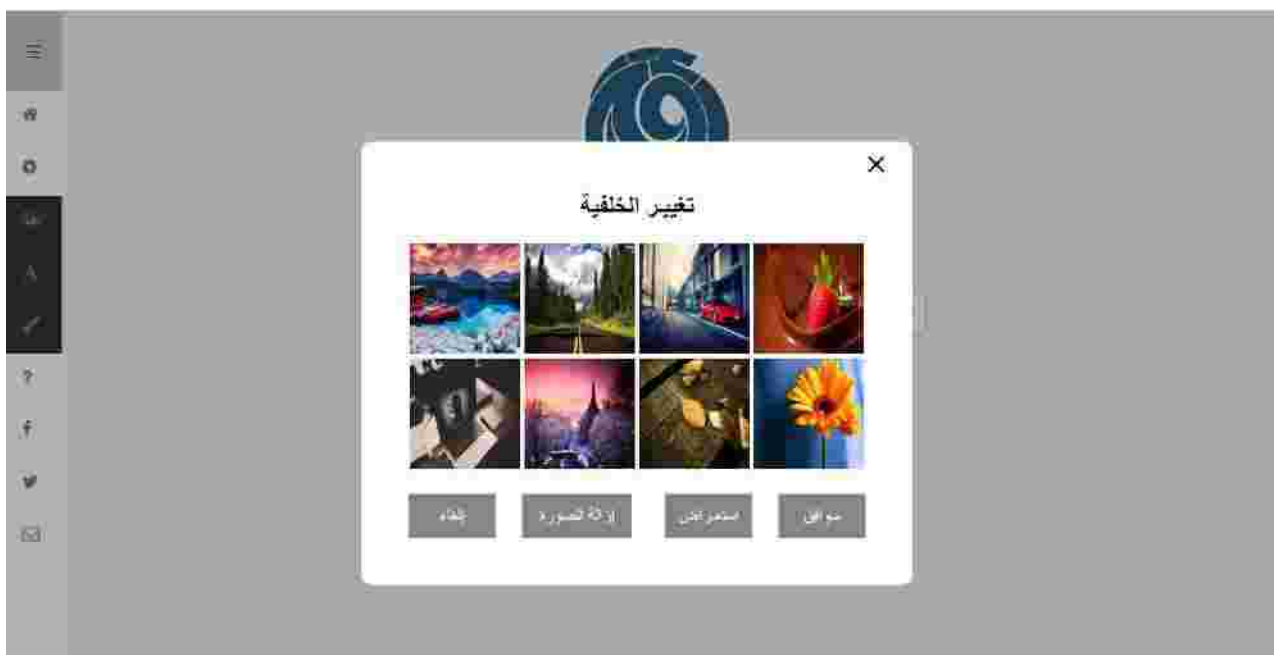 تغيير الخلفية
موافق
استعراض
إزالة الصورة
إلغاء
A
?